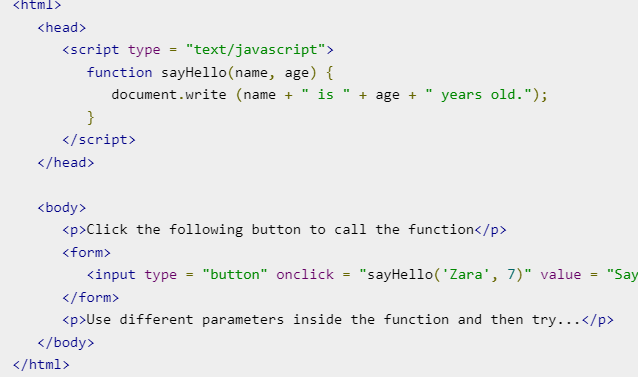 <html>
<head>
<script type = "text/javascript">
function sayHello(name, age) {
document.write (name + " is " + age + " years old.");
}
</script>
</head>
<body>
<p>Click the following button to call the function</p>
<form>
<input type = "button" onclick = "sayHello('Zara', 7)" value = "Say
</form>
<p>Use different parameters inside the function and then try...</p>
</body>
</html>